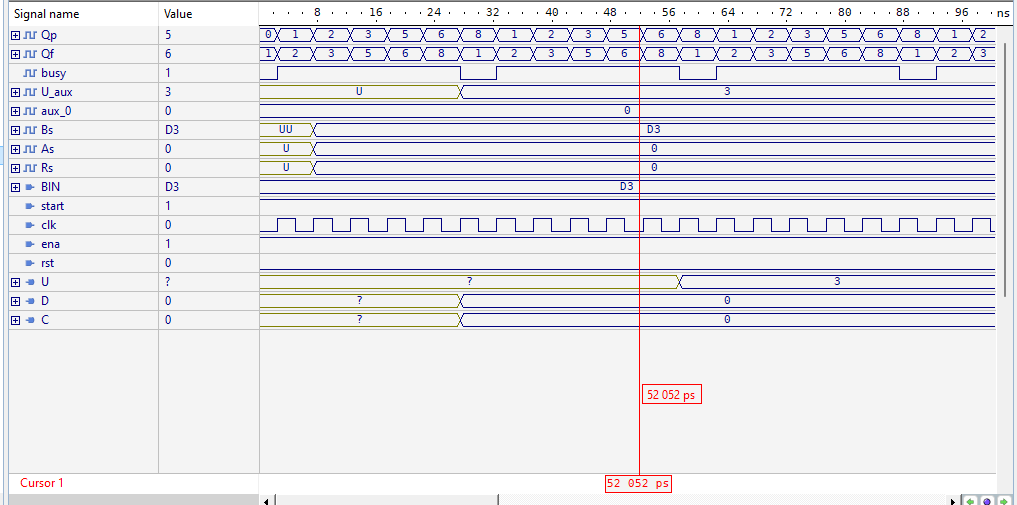 Signal name Value 8 16 24 32 40 48 56 64 72 80 88 96 ns
Qp 5 0 1 2 3 5 6 8 1 2 3 5 6 8 1 2 3 5 6 8 1 2
Qf 6 1 2 3 5 6 8 1 2 3 5 6 8 1 2 3 5 6 8 1 2 3
busy 1
U_aux 3 U 3
aux_0 0 0
Bs D3 UU D3
As 0 U 0
Rs 0 U 0
BIN D3 D3
start 1
clk 0
ena 1
rst 0
U ? ? 3
D 0 ? 0
C 0 ? 0
52 052 ps
Cursor 1 52 052 ps